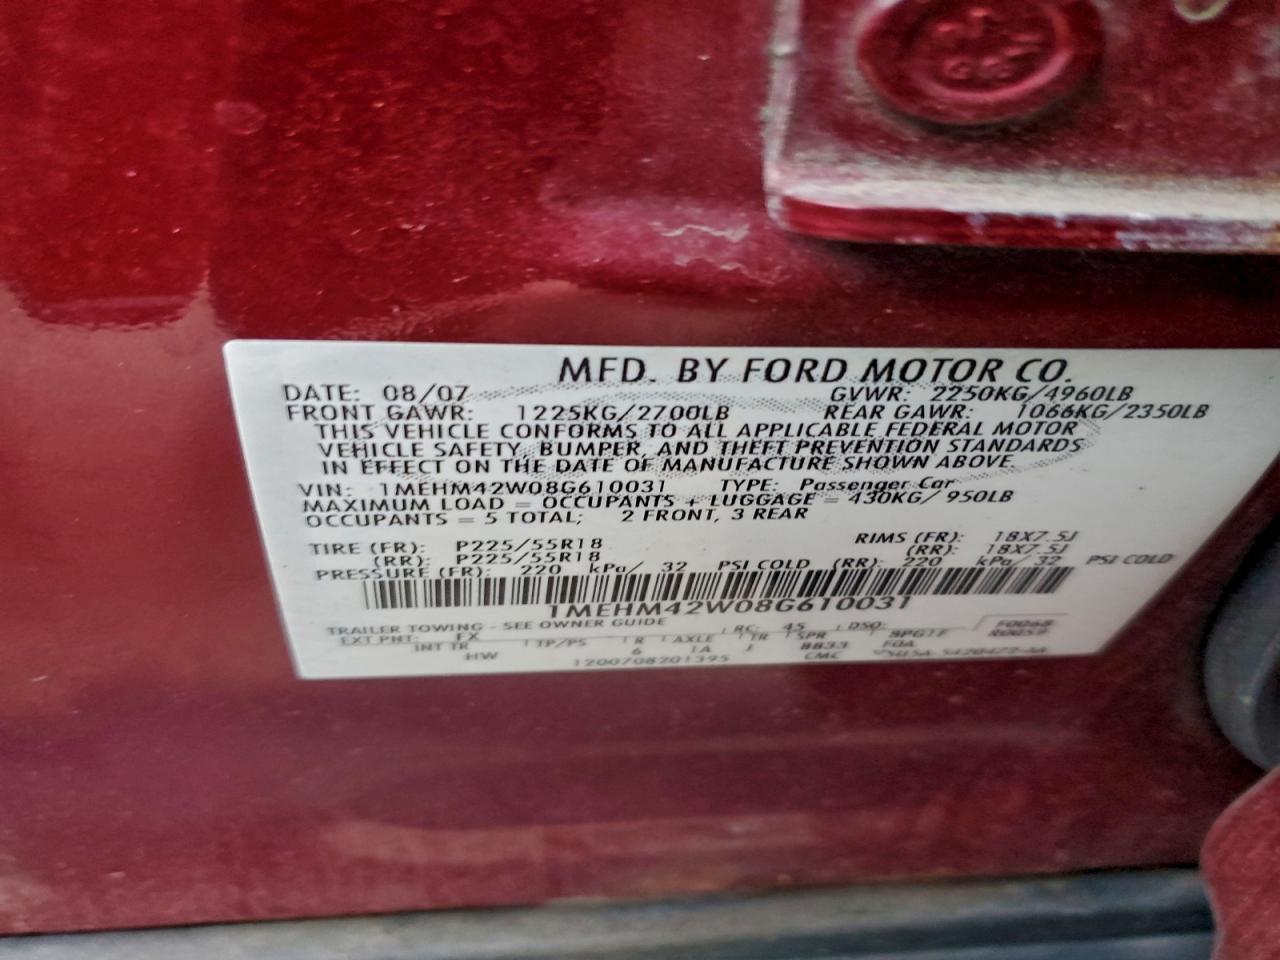 MFD. BY FORD MOTOR CO.
DATE: 08/07 GVWR: 2250KG/4960LB
FRONT GAWR: 1225KG/2700LB REAR GAWR: 1066KG/2350LB
THIS VEHICLE CONFORMS TO ALL APPLICABLE FEDERAL MOTOR
VEHICLE SAFETY, BUMPER, AND THEFT PREVENTION STANDARDS
IN EFFECT ON THE DATE OF MANUFACTURE SHOWN ABOVE
VIN: 1MEHM42W08G610031 TYPE: Passenger Car
MAXIMUM LOAD = OCCUPANTS + LUGGAGE = 430KG/ 950LB
OCCUPANTS = 5 TOTAL; 2 FRONT, 3 REAR
TIRE (FR): P225/55R18 RIMS (FR): 18X7.5J
(RR): P225/55R18 (RR): 18X7.5J
PRESSURE (FR): 220 kPa/ 32 PSI COLD (RR): 220 kPa/ 32 PSI COLD
1MEHM42W08G610031
TRAILER TOWING - SEE OWNER GUIDE
EXT PNT: FX RC: 45 DSO: F0068
INT TR TP/PS R AXLE TR SPR 8PG1F R0059
HW 6 1A J 8833 F0A
1200708201395 CMC